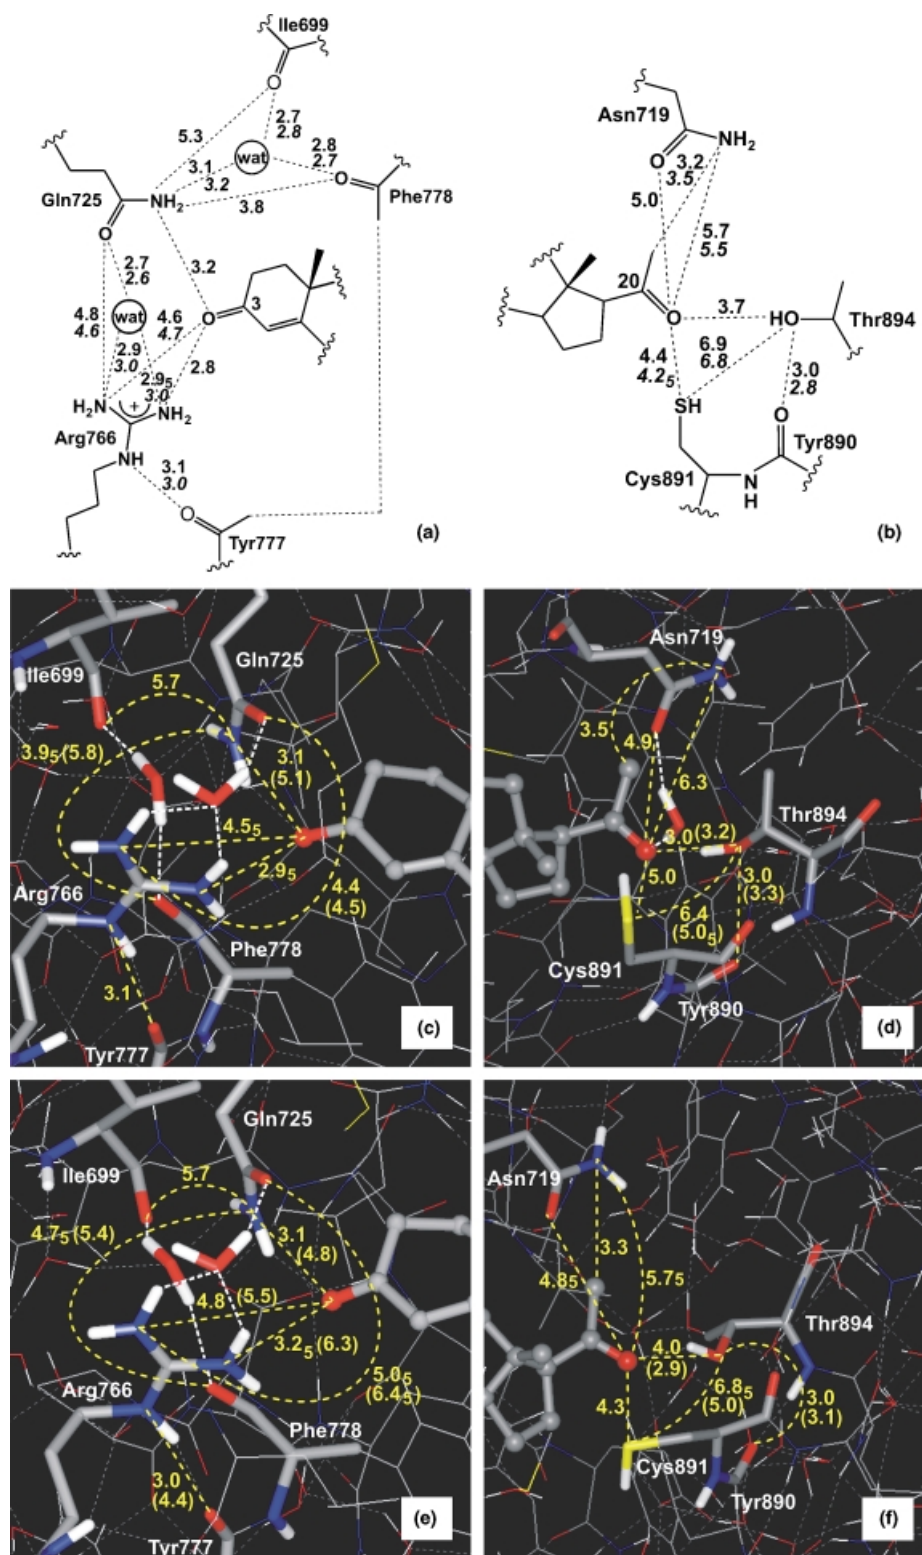 Ile699
O
5.3
2.7
2.8
3.1
3.2
wat
2.8
2.7
O
Phe778
Gln725
NH2
3.8
O
3.2
2.7
2.6
4.8
4.6
wat
4.6
4.7
O
3
2.9
3.0
2.95
3.0
2.8
H2N
+
NH2
Arg766
NH
3.1
3.0
O
Tyr777
(a)
Asn719
O
NH2
3.2
3.5
5.0
5.7
5.5
20
O
3.7
HO
Thr894
4.4
4.25
6.9
6.8
3.0
2.8
SH
O
Tyr890
Cys891
N
H
(b)
Ile699
Gln725
5.7
3.95(5.8)
3.1
(5.1)
4.55
2.95
4.4
(4.5)
Arg766
Phe778
3.1
Tyr777
(c)
Asn719
3.5
4.9
6.3
Thr894
3.0(3.2)
5.0
3.0
(3.3)
6.4
(5.05)
Cys891
Tyr890
(d)
Gln725
Ile699
5.7
4.75(5.4)
3.1
(4.8)
4.8
(5.5)
3.25(6.3)
5.05
(6.45)
Arg766
Phe778
3.0
(4.4)
Tyr777
(e)
Asn719
3.3
4.85
5.75
Thr894
4.0
(2.9)
6.85
(5.0)
4.3
3.0
(3.1)
Cys891
Tyr890
(f)